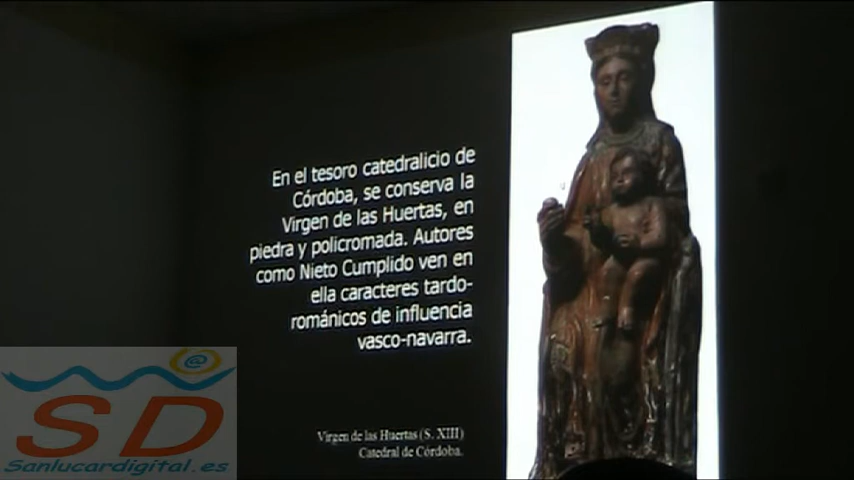 En el tesoro catedralicio de
Córdoba, se conserva la
Virgen de las Huertas, en
piedra y policromada. Autores
como Nieto Cumplido ven en
ella caracteres tardo-
románicos de influencia
vasco-navarra.
Virgen de las Huertas (S. XIII)
Catedral de Córdoba.
@
SD
Sanlucardigital.es